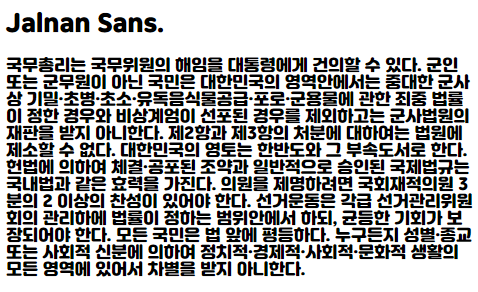 Jalnan Sans.
국무총리는 국무위원의 해임을 대통령에게 건의할 수 있다. 군인
또는 군무원이 아닌 국민은 대한민국의 영역안에서는 중대한 군사
상 기밀·초병·초소·유독음식물공급·포로·군용물에 관한 죄중 법률
이 정한 경우와 비상계엄이 선포된 경우를 제외하고는 군사법원의
재판을 받지 아니한다. 제2항과 제3항의 처분에 대하여는 법원에
제소할 수 없다. 대한민국의 영토는 한반도와 그 부속도서로 한다.
헌법에 의하여 체결·공포된 조약과 일반적으로 승인된 국제법규는
국내법과 같은 효력을 가진다. 의원을 제명하려면 국회재적의원 3
분의 2 이상의 찬성이 있어야 한다. 선거운동은 각급 선거관리위원
회의 관리하에 법률이 정하는 범위안에서 하되, 균등한 기회가 보
장되어야 한다. 모든 국민은 법 앞에 평등하다. 누구든지 성별·종교
또는 사회적 신분에 의하여 정치적·경제적·사회적·문화적 생활의
모든 영역에 있어서 차별을 받지 아니한다.